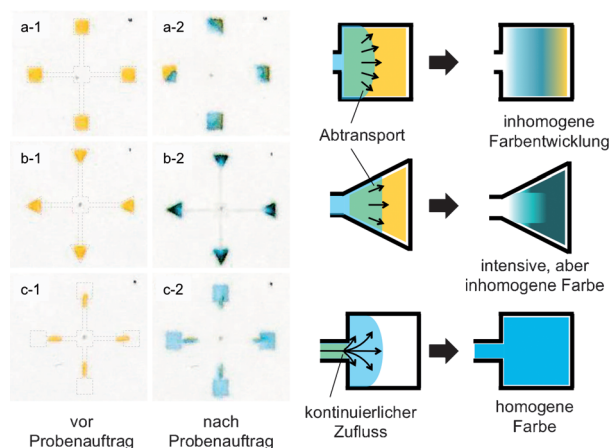 a-1
a-2
b-1
b-2
c-1
c-2
vor
Probenauftrag
nach
Probenauftrag
Abtransport
inhomogene
Farbentwicklung
intensive, aber
inhomogene Farbe
kontinuierlicher
Zufluss
homogene
Farbe